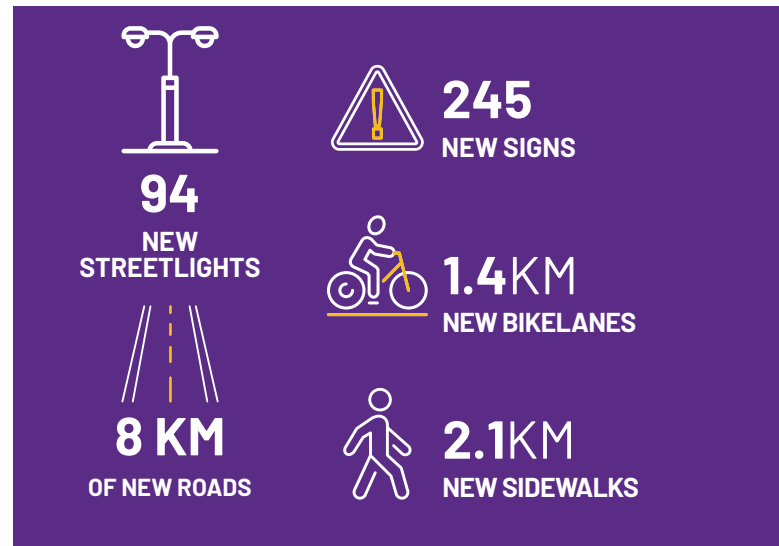 94
NEW
STREETLIGHTS
8 KM
OF NEW ROADS
245
NEW SIGNS
1.4KM
NEW BIKELANES
2.1KM
NEW SIDEWALKS